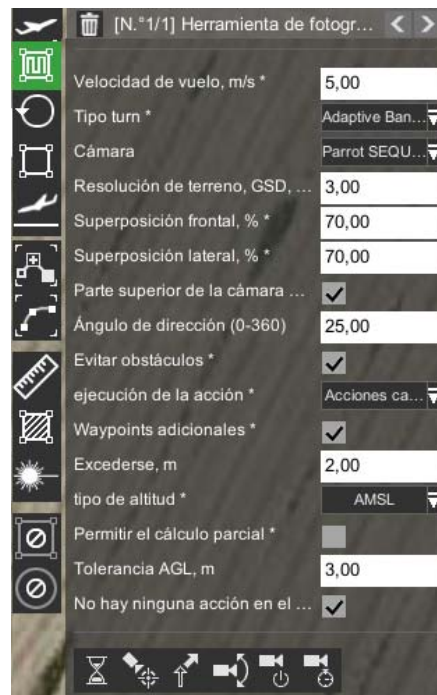 [N.°1/1] Herramienta de fotogr...
Velocidad de vuelo, m/s * 5,00
Tipo turn * Adaptive Ban...
Cámara Parrot SEQU...
Resolución de terreno, GSD, ... 3,00
Superposición frontal, % * 70,00
Superposición lateral, % * 70,00
Parte superior de la cámara ...
Ángulo de dirección (0-360) 25,00
Evitar obstáculos *
ejecución de la acción * Acciones ca...
Waypoints adicionales *
Excederse, m 2,00
tipo de altitud * AMSL
Permitir el cálculo parcial *
Tolerancia AGL, m 3,00
No hay ninguna acción en el ...